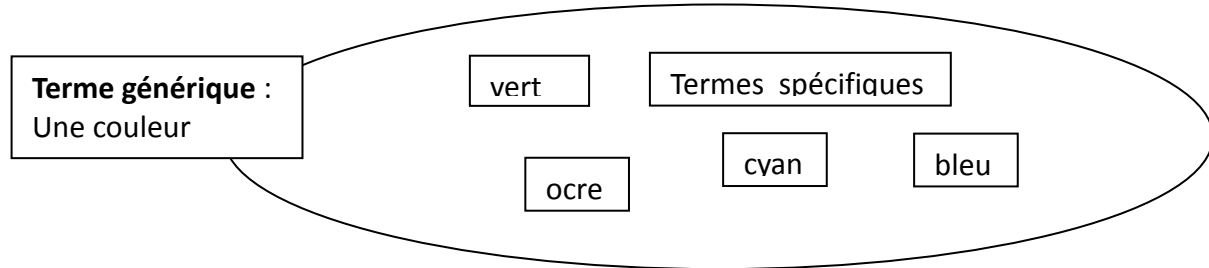 Terme générique :
Une couleur
vert
Termes spécifiques
cyan
bleu
ocre